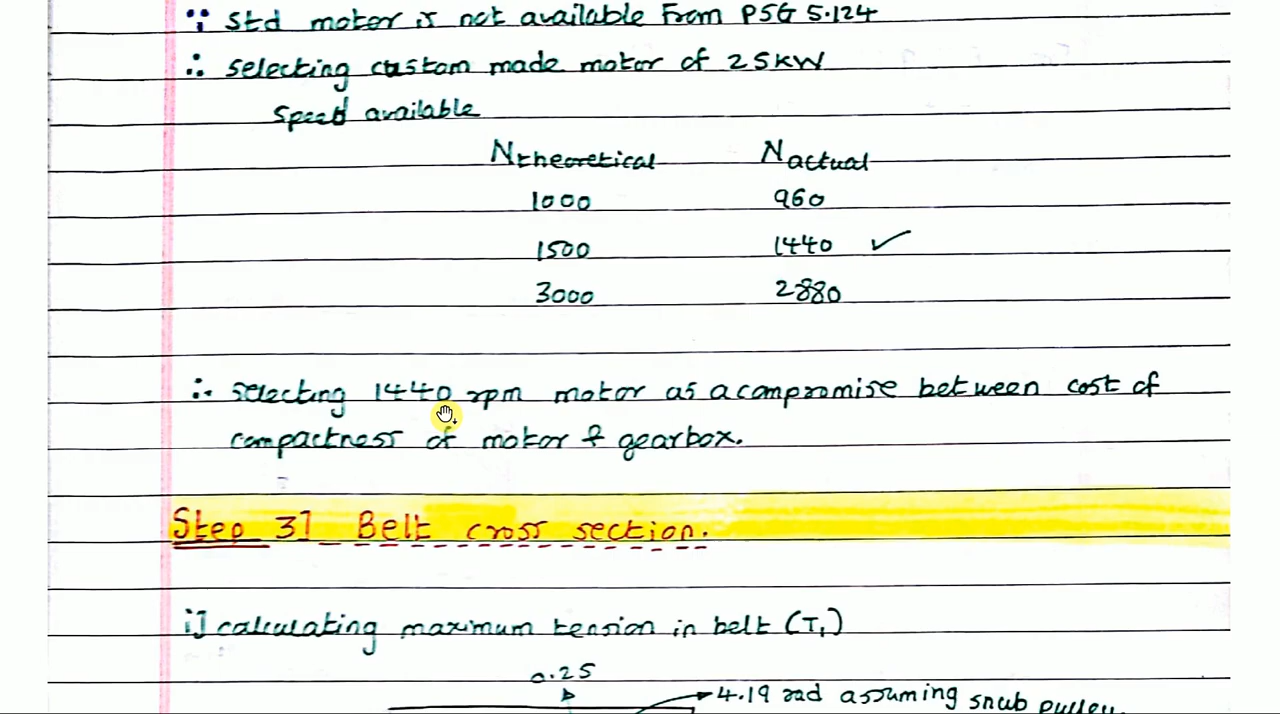 ∵ Std motor is not available From PSG 5.124
∴ selecting custom made motor of 25KW
Speed available
Ntheoretical Nactual
1000 960
1500 1440 ✓
3000 2880
∴ selecting 1440 rpm motor as a compromise between cost of
compactness of motor & gearbox.
Step 3] Belt cross section.
i] calculating maximum tension in belt (T₁)
0.25
4.19 rad assuming snub pulley.